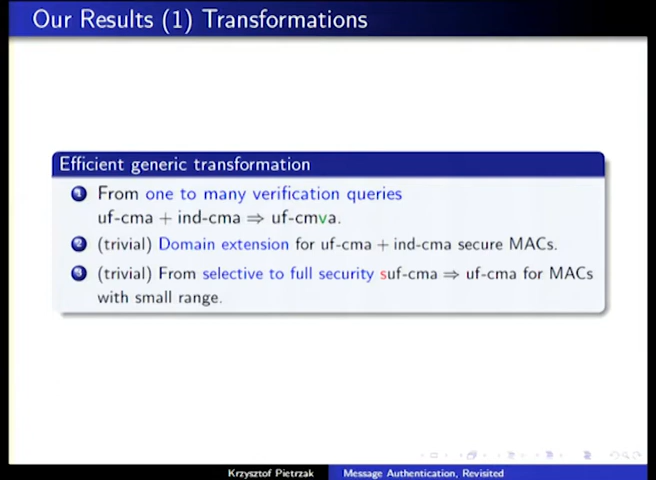 Our Results (1) Transformations
Efficient generic transformation
1 From one to many verification queries
uf-cma + ind-cma ⇒ uf-cmva.
2 (trivial) Domain extension for uf-cma + ind-cma secure MACs.
3 (trivial) From selective to full security suf-cma ⇒ uf-cma for MACs
with small range.
Krzysztof Pietrzak Message Authentication, Revisited